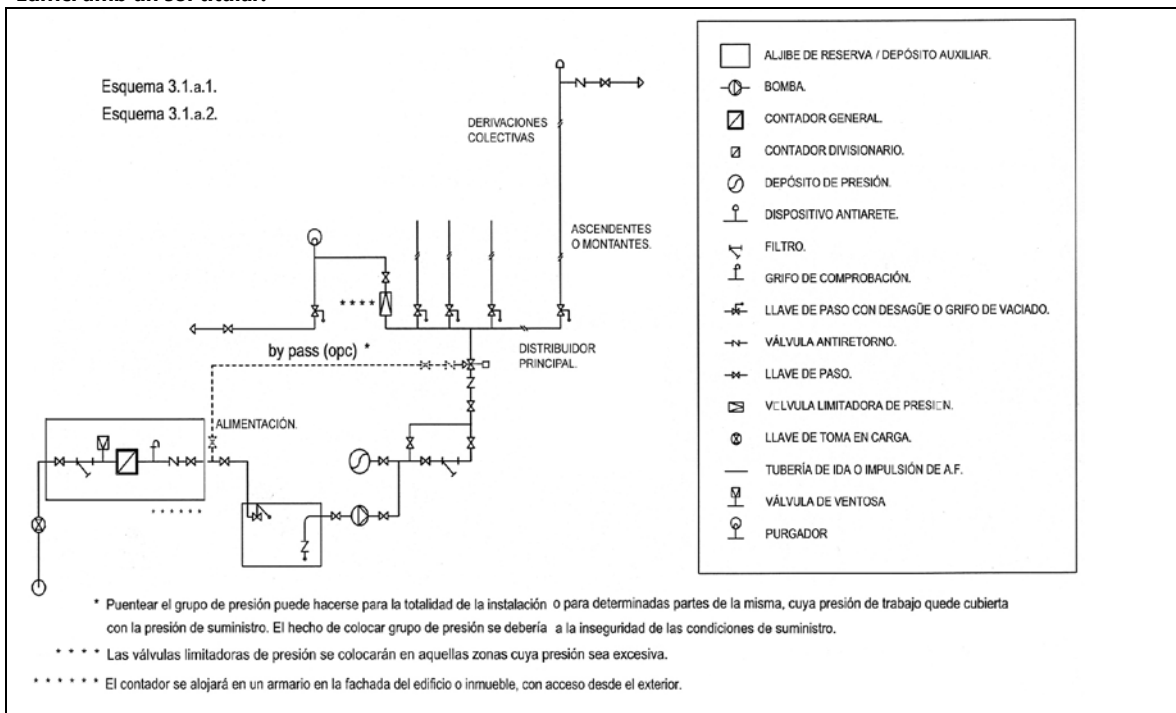 Esquema 3.1.a.1.
Esquema 3.1.a.2.
DERIVACIONES
COLECTIVAS
ASCENDENTES
O MONTANTES.
* * * *
by pass (opc) *
DISTRIBUIDOR
PRINCIPAL.
ALIMENTACIÓN.
* * * * * *
ALJIBE DE RESERVA / DEPÓSITO AUXILIAR.
BOMBA.
CONTADOR GENERAL.
CONTADOR DIVISIONARIO.
DEPÓSITO DE PRESIÓN.
DISPOSITIVO ANTIARETE.
FILTRO.
GRIFO DE COMPROBACIÓN.
LLAVE DE PASO CON DESAGÜE O GRIFO DE VACIADO.
VÁLVULA ANTIRETORNO.
LLAVE DE PASO.
V□LVULA LIMITADORA DE PRESI□N.
LLAVE DE TOMA EN CARGA.
TUBERÍA DE IDA O IMPULSIÓN DE A.F.
VÁLVULA DE VENTOSA
PURGADOR
* Puentear el grupo de presión puede hacerse para la totalidad de la instalación o para determinadas partes de la misma, cuya presión de trabajo quede cubierta
con la presión de suministro. El hecho de colocar grupo de presión se debería a la inseguridad de las condiciones de suministro.
* * * * Las válvulas limitadoras de presión se colocarán en aquellas zonas cuya presión sea excesiva.
* * * * * * El contador se alojará en un armario en la fachada del edificio o inmueble, con acceso desde el exterior.